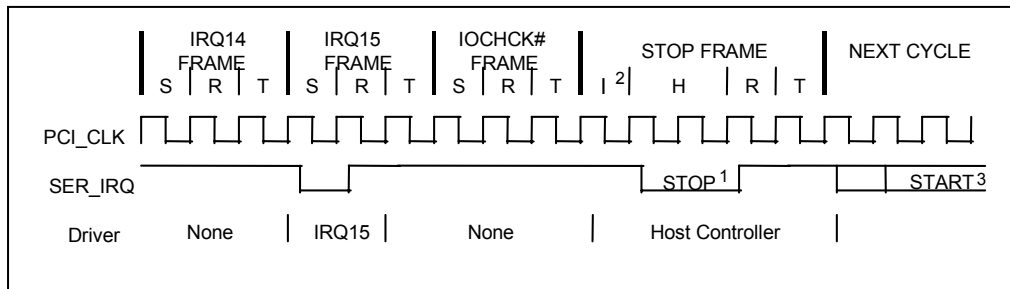 IRQ14 IRQ15 IOCHCK#
FRAME FRAME FRAME STOP FRAME NEXT CYCLE
S R T S R T S R T I 2 H R T
PCI_CLK
SER_IRQ STOP 1 START 3
Driver None IRQ15 None Host Controller